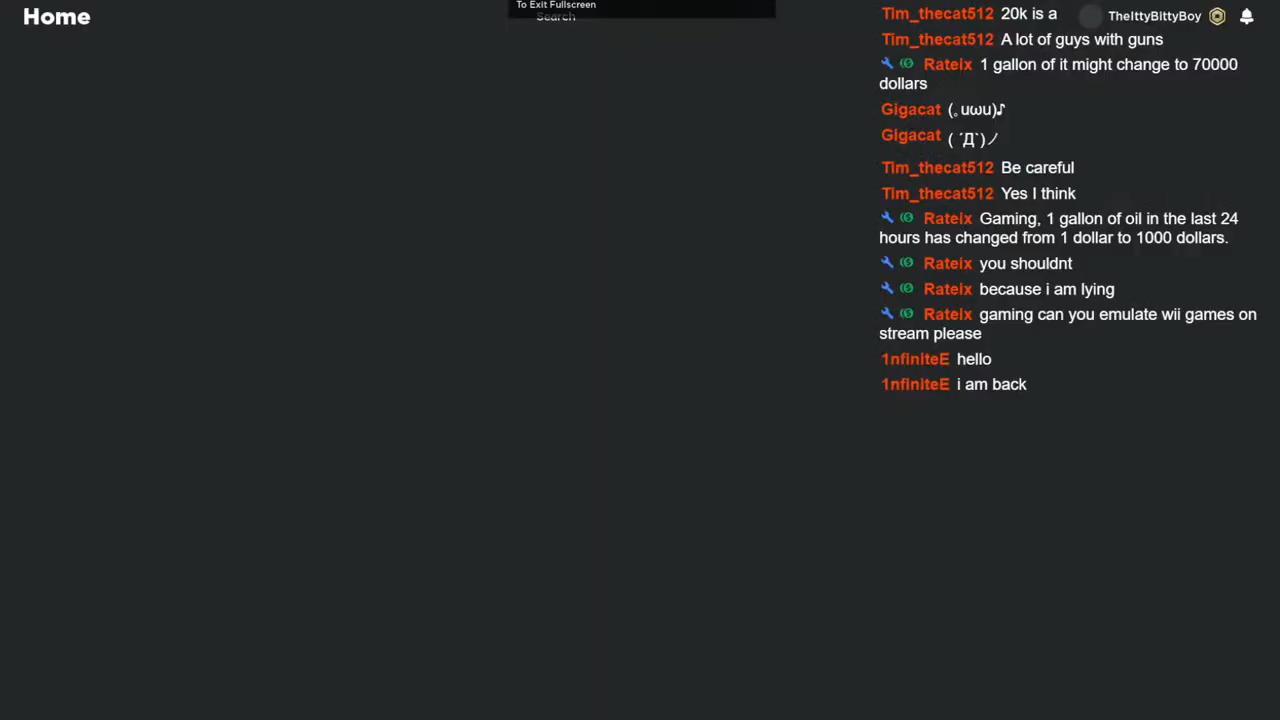 Home
To Exit Fullscreen
Search
TheIttyBittyBoy
Tim_thecat512 20k is a
Tim_thecat512 A lot of guys with guns
Rateix 1 gallon of it might change to 70000
dollars
Gigacat (｡uωu)♪
Gigacat ( ´Д`)ノ
Tim_thecat512 Be careful
Tim_thecat512 Yes I think
Rateix Gaming, 1 gallon of oil in the last 24
hours has changed from 1 dollar to 1000 dollars.
Rateix you shouldnt
Rateix because i am lying
Rateix gaming can you emulate wii games on
stream please
1nfiniteE hello
1nfiniteE i am back